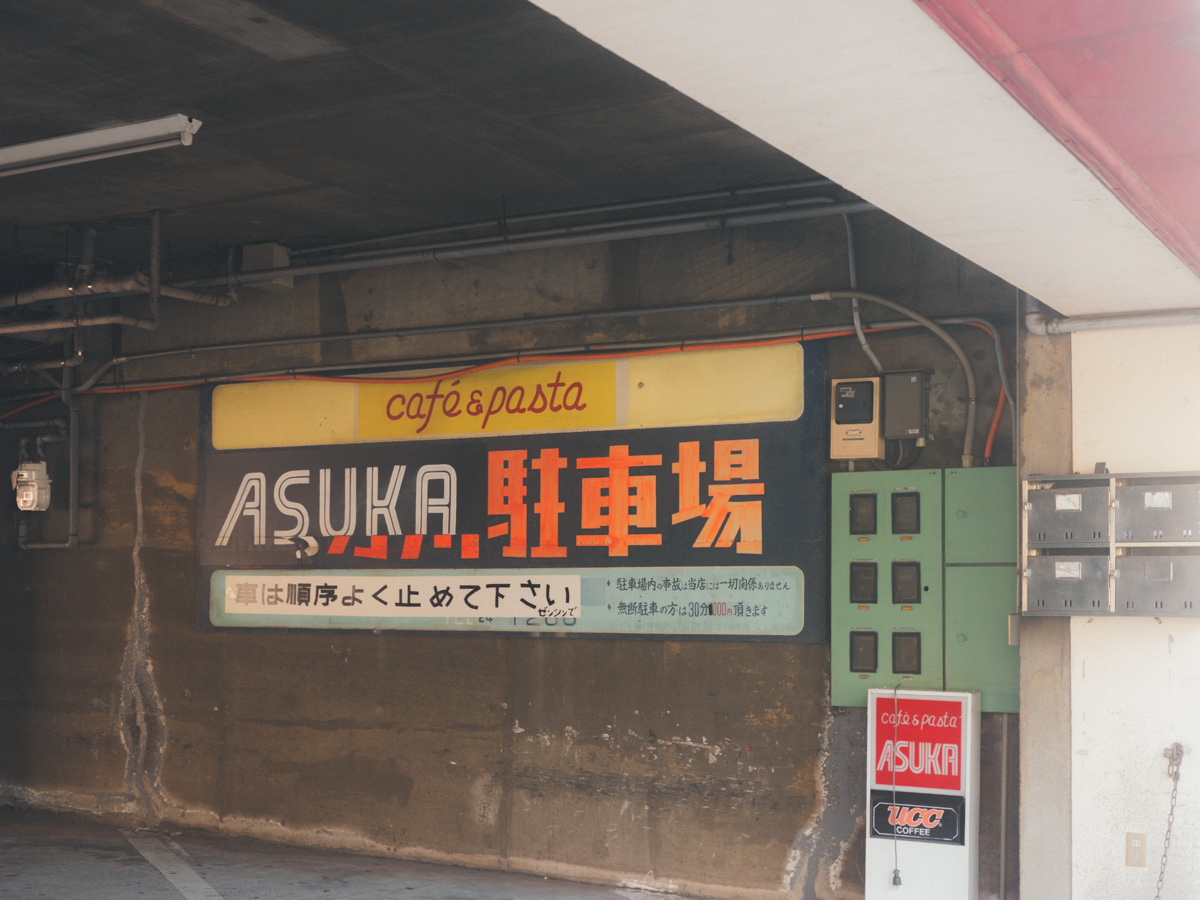 café & pasta
ASUKA 駐車場
車は順序よく止めて下さい
ゼンシンで
・駐車場内の事故は当店には一切関係ありません
・無断駐車の方は30分1000円頂きます
TEL 24
café & pasta
ASUKA
UCC
COFFEE